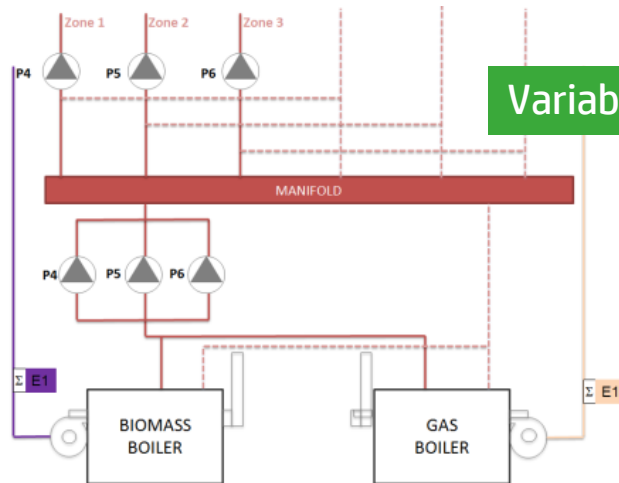 Zone 1
Zone 2
Zone 3
P4
P5
P6
Variab
MANIFOLD
P4
P5
P6
Σ E1
Σ E1
BIOMASS
BOILER
GAS
BOILER